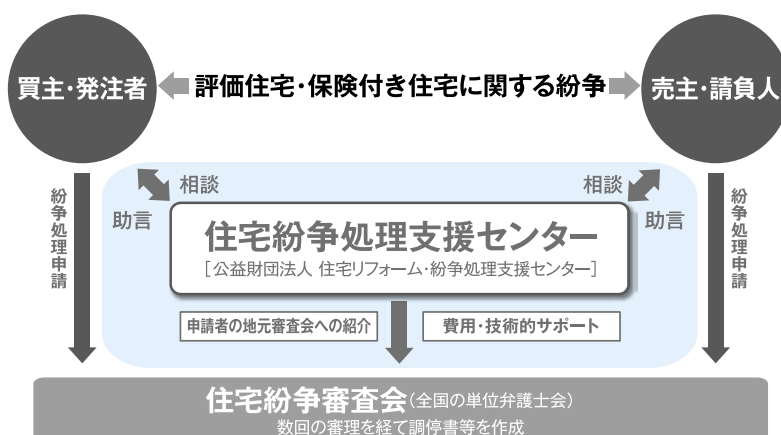 買主・発注者
評価住宅・保険付き住宅に関する紛争
売主・請負人
紛争処理申請
相談
助言
相談
助言
紛争処理申請
住宅紛争処理支援センター
［公益財団法人 住宅リフォーム・紛争処理支援センター］
申請者の地元審査会への紹介
費用・技術的サポート
住宅紛争審査会（全国の単位弁護士会）
数回の審理を経て調停書等を作成